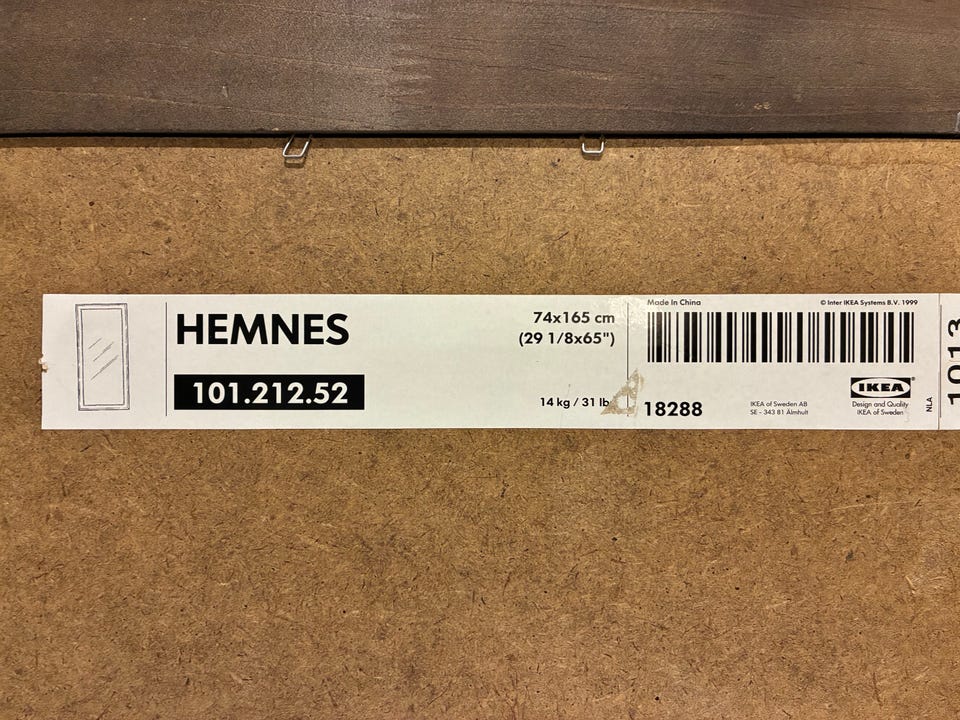 HEMNES
101.212.52
74x165 cm
(29 1/8x65")
14 kg / 31 lb
Made In China
© Inter IKEA Systems B.V. 1999
18288
IKEA of Sweden AB
SE - 343 81 Älmhult
IKEA®
Design and Quality
IKEA of Sweden
NLA
1013